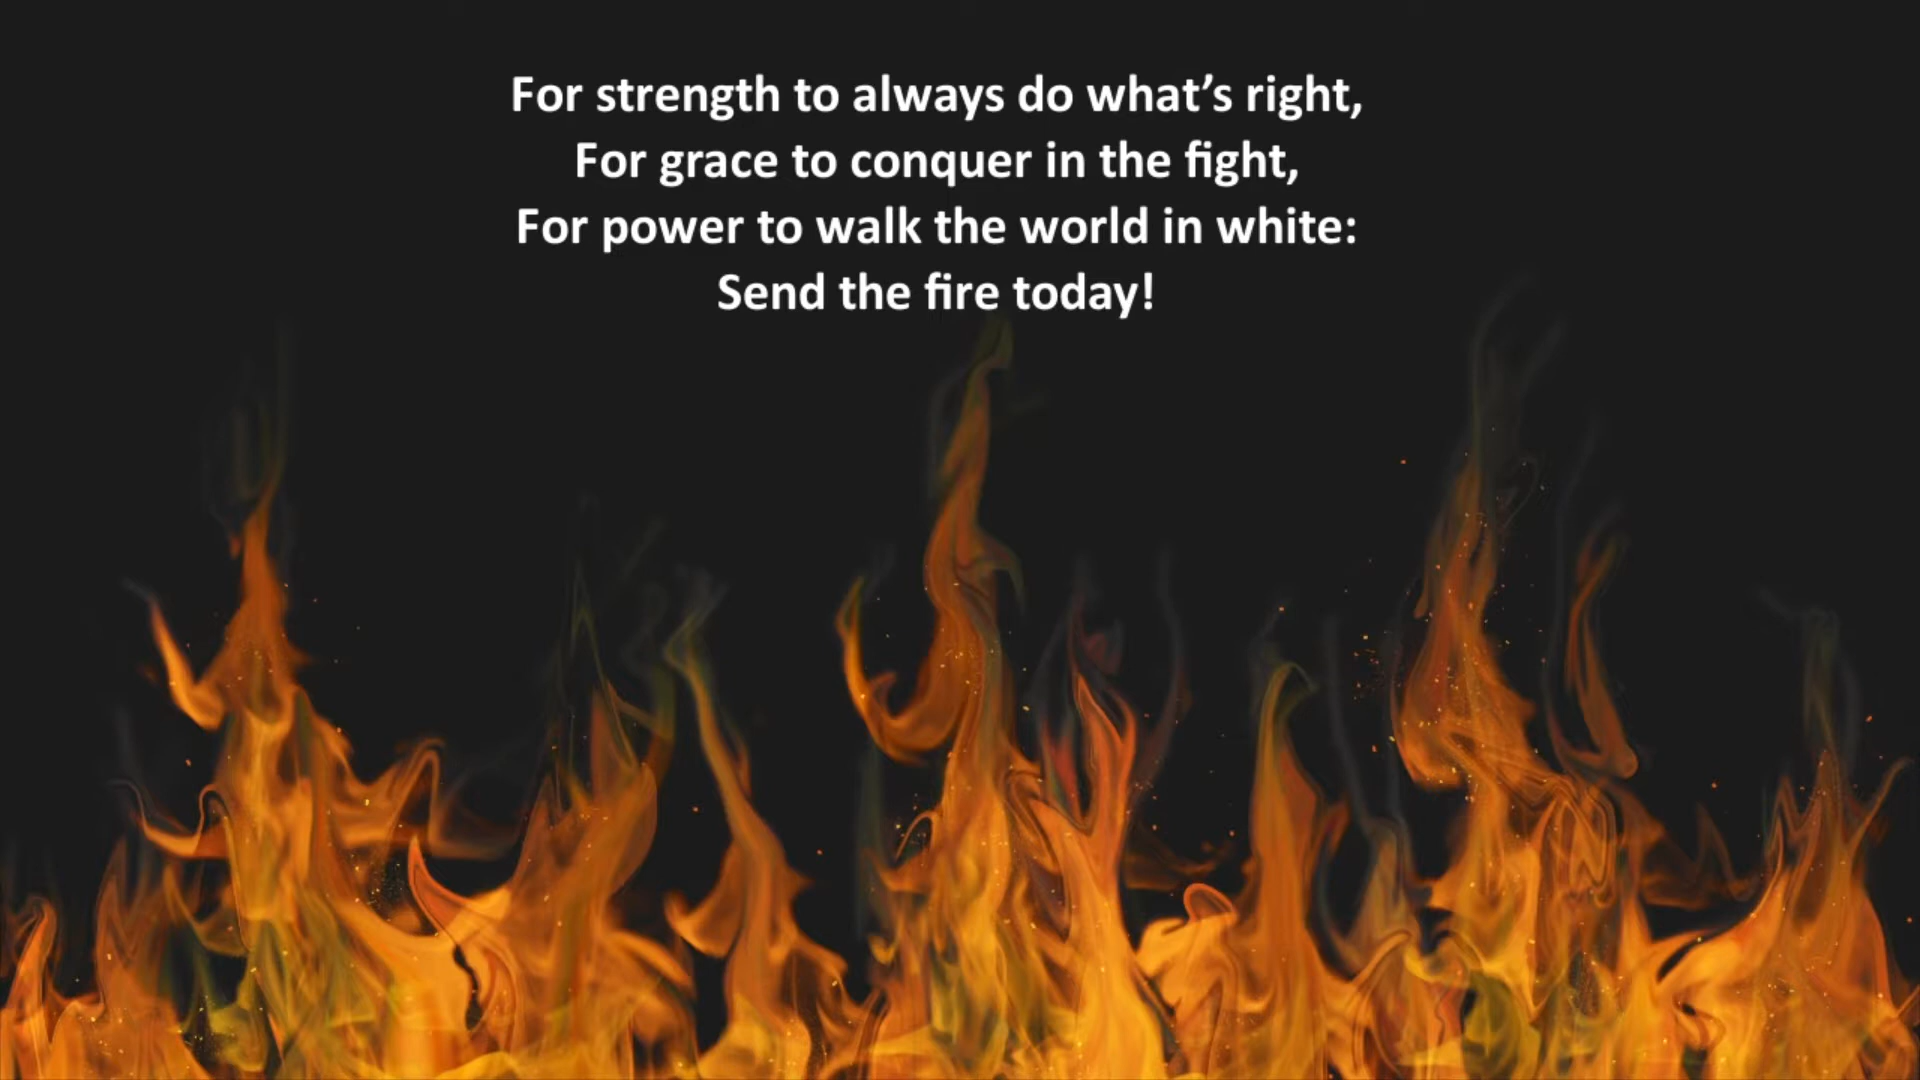 For strength to always do what’s right,
For grace to conquer in the fight,
For power to walk the world in white:
Send the fire today!